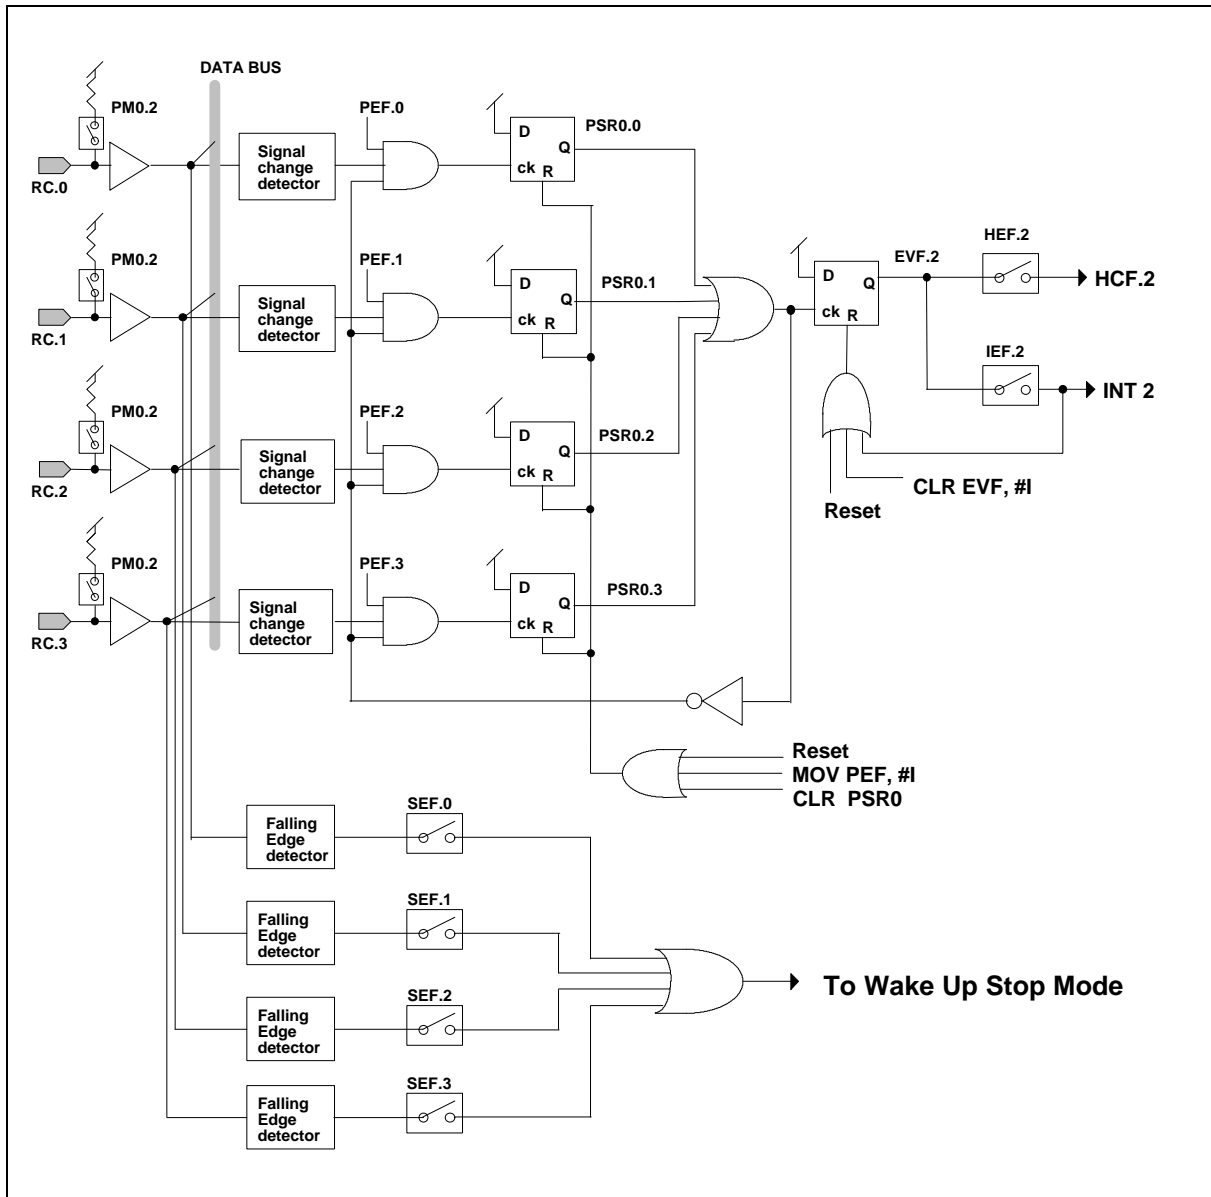 DATA BUS
PM0.2
RC.0
Signal
change
detector
PEF.0
D
Q
ck
R
PSR0.0
PM0.2
RC.1
Signal
change
detector
PEF.1
D
Q
ck
R
PSR0.1
PM0.2
RC.2
Signal
change
detector
PEF.2
D
Q
ck
R
PSR0.2
PM0.2
RC.3
Signal
change
detector
PEF.3
D
Q
ck
R
PSR0.3
D
Q
ck
R
EVF.2
HEF.2
HCF.2
IEF.2
INT 2
CLR EVF, #I
Reset
Reset
MOV PEF, #I
CLR PSR0
Falling
Edge
detector
SEF.0
Falling
Edge
detector
SEF.1
Falling
Edge
detector
SEF.2
Falling
Edge
detector
SEF.3
To Wake Up Stop Mode